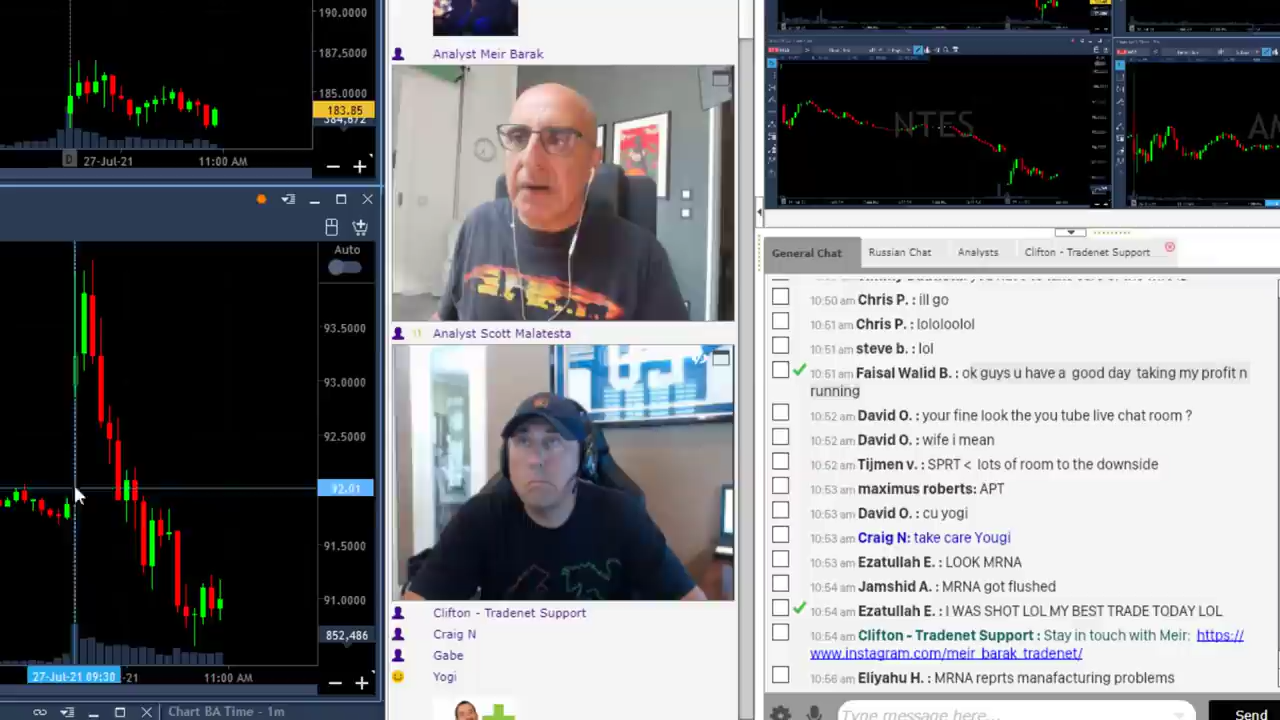 190.0000
187.5000
185.0000
183.85
384,672
D
27-Jul-21
11:00 AM
Auto
93.5000
93.0000
92.5000
92.01
91.5000
91.0000
852,486
27-Jul-21 09:30
-21
11:00 AM
Chart BA Time - 1m
Analyst Meir Barak
11
Analyst Scott Malatesta
Clifton - Tradenet Support
Craig N
Gabe
Yogi
NTES
General Chat
Russian Chat
Analysts
Clifton - Tradenet Support
10:50 am Chris P. : ill go
10:51 am Chris P. : lololoolol
10:51 am steve b. : lol
10:51 am Faisal Walid B. : ok guys u have a good day taking my profit n
running
10:52 am David O. : your fine look the you tube live chat room ?
10:52 am David O. : wife i mean
10:52 am Tijmen v. : SPRT < lots of room to the downside
10:53 am maximus roberts: APT
10:53 am David O. : cu yogi
10:53 am Craig N: take care Yougi
10:53 am Ezatullah E. : LOOK MRNA
10:54 am Jamshid A. : MRNA got flushed
10:54 am Ezatullah E. : I WAS SHOT LOL MY BEST TRADE TODAY LOL
10:54 am Clifton - Tradenet Support : Stay in touch with Meir: https://
www.instagram.com/meir_barak_tradenet/
10:56 am Eliyahu H. : MRNA reprts manafacturing problems
Type message here...
Send